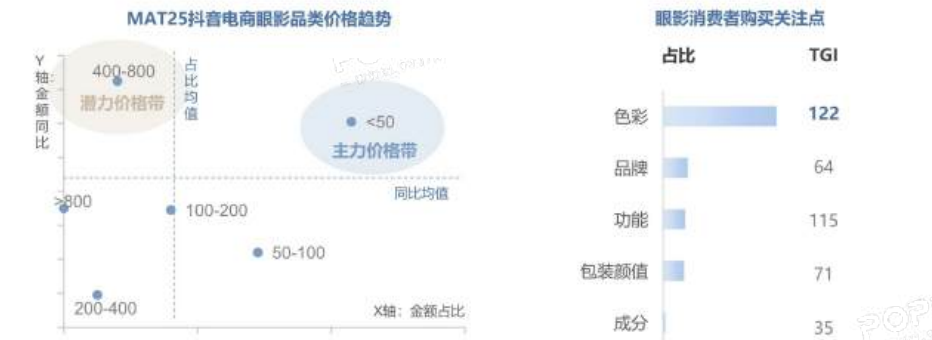 MAT25抖音电商眼影品类价格趋势
Y轴:金额同比
占比均值
400-800
潜力价格带
<50
主力价格带
同比均值
>800
100-200
50-100
200-400
X轴：金额占比
眼影消费者购买关注点
占比 TGI
色彩 122
品牌 64
功能 115
包装颜值 71
成分 35
POP